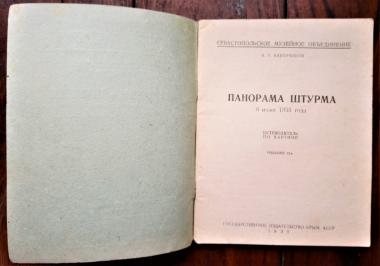 СЕВАСТОПОЛЬСКОЕ МУЗЕЙНОЕ ОБЪЕДИНЕНИЕ
ПАНОРАМА ШТУРМА
6 июня 1855 года
ПУТЕВОДИТЕЛЬ
ПО КАРТИНЕ
ГОСУДАРСТВЕННОЕ ИЗДАТЕЛЬСТВО КРЫМ. АССР